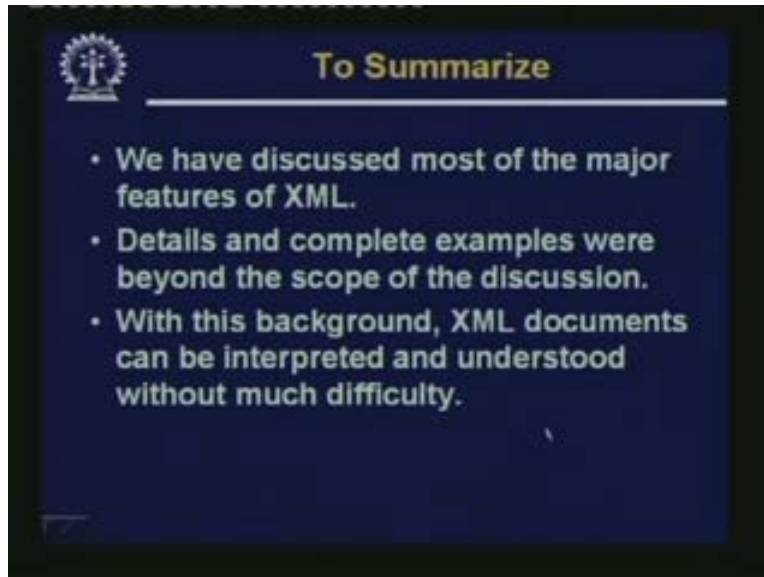 To Summarize
• We have discussed most of the major
features of XML.
• Details and complete examples were
beyond the scope of the discussion.
• With this background, XML documents
can be interpreted and understood
without much difficulty.